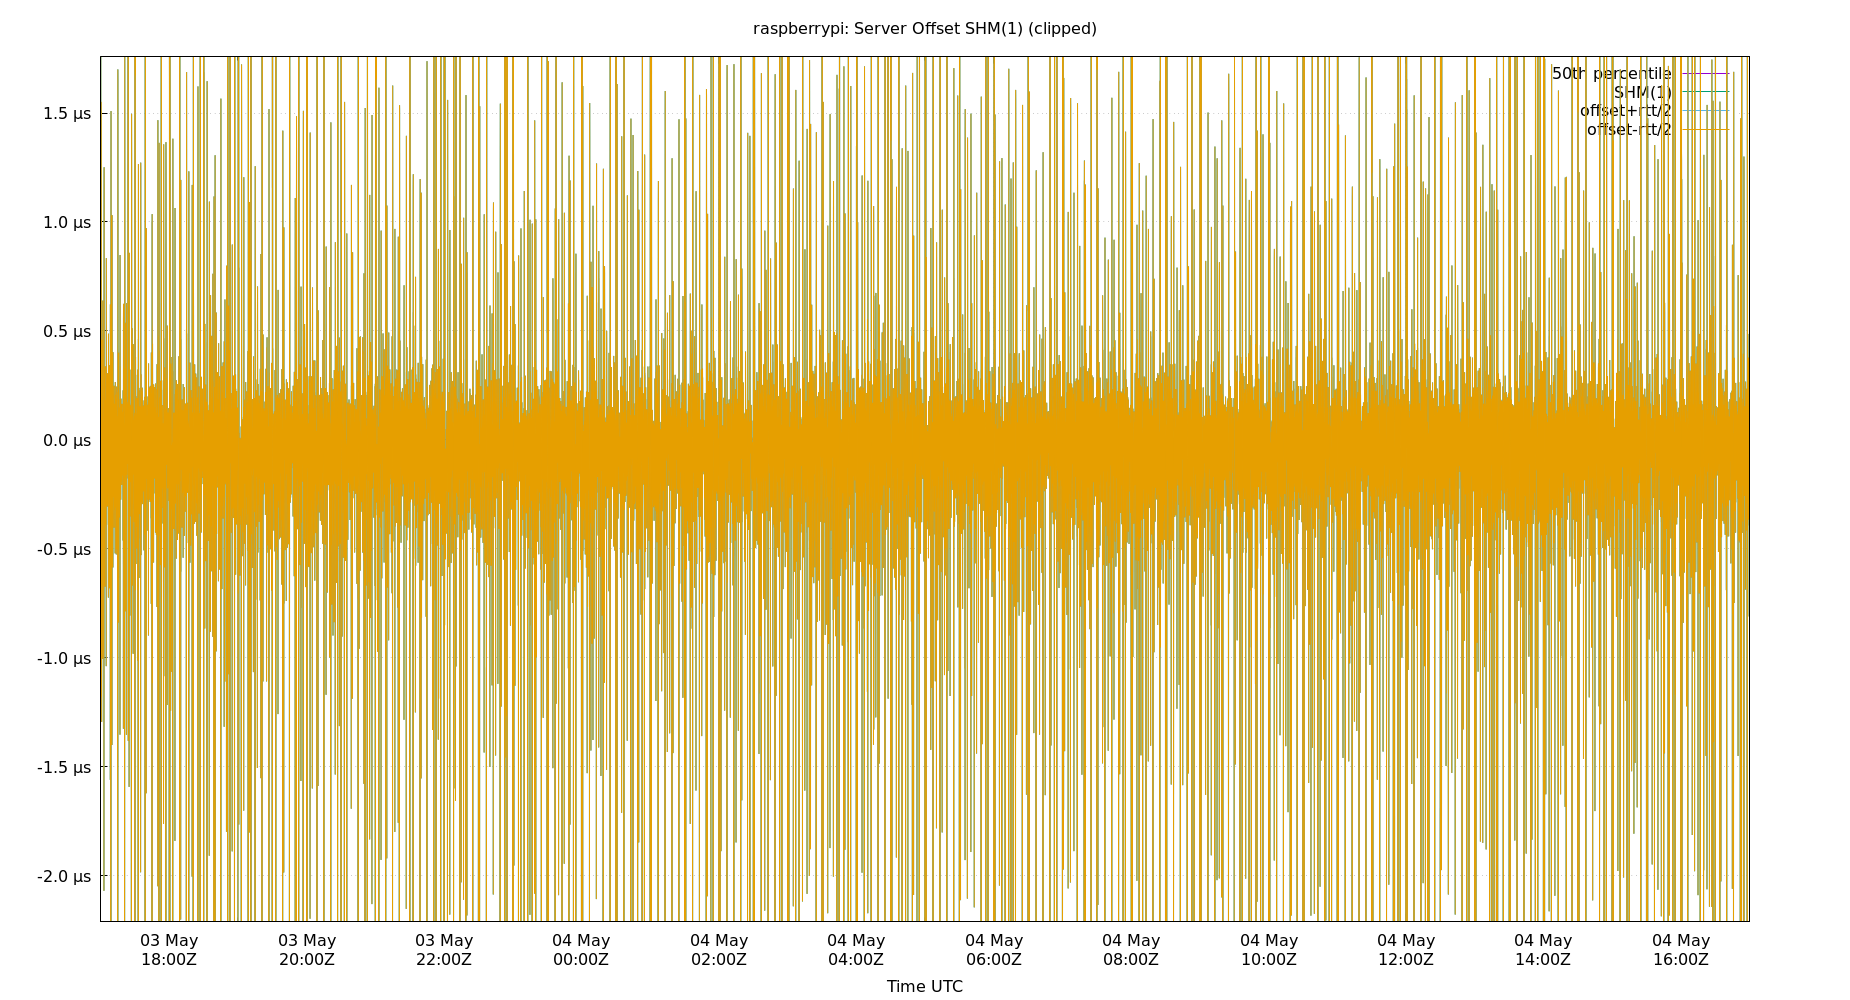 raspberrypi: Server Offset SHM(1) (clipped)
50th percentile
SHM(1)
offset+rtt/2
offset-rtt/2
1.5 µs
1.0 µs
0.5 µs
0.0 µs
-0.5 µs
-1.0 µs
-1.5 µs
-2.0 µs
03 May 03 May 03 May 04 May 04 May 04 May 04 May 04 May 04 May 04 May 04 May 04 May
18:00Z 20:00Z 22:00Z 00:00Z 02:00Z 04:00Z 06:00Z 08:00Z 10:00Z 12:00Z 14:00Z 16:00Z
Time UTC